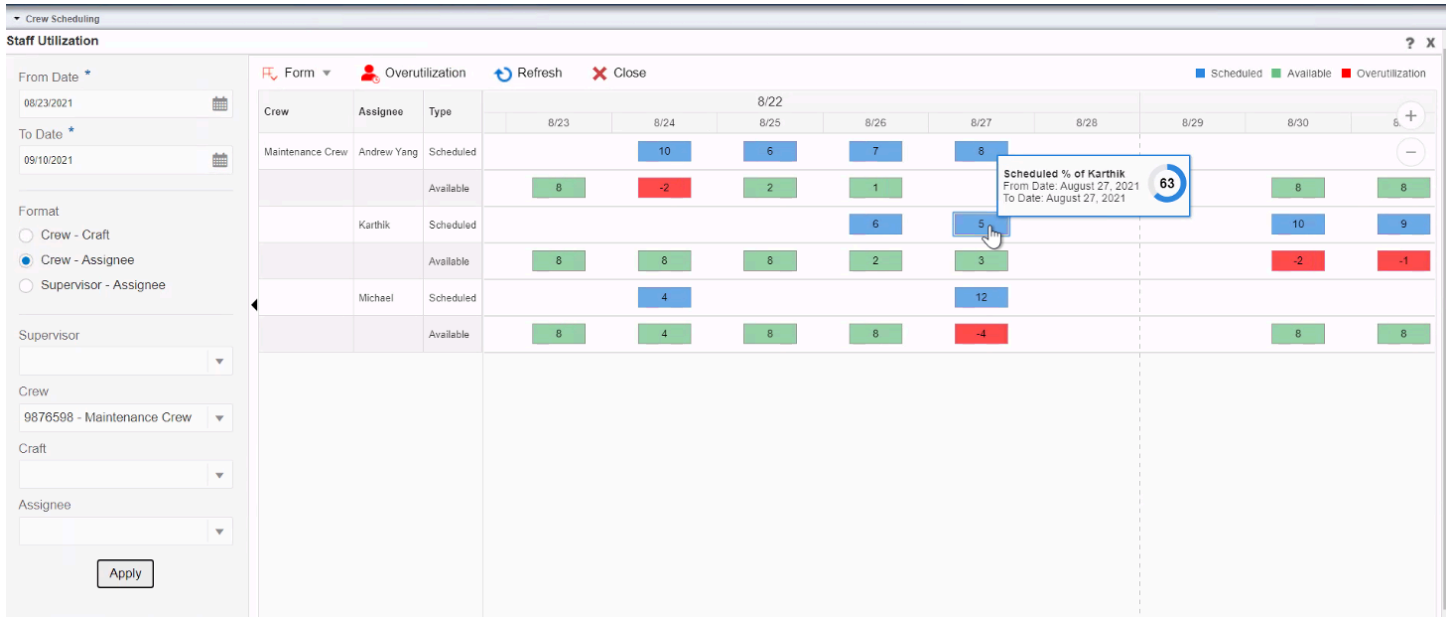 Crew Scheduling
Staff Utilization ? X
From Date *
08/23/2021
To Date *
09/10/2021
Format
Crew - Craft
Crew - Assignee
Supervisor - Assignee
Supervisor
Crew
9876598 - Maintenance Crew
Craft
Assignee
Apply
Form Overutilization Refresh Close Scheduled Available Overutilization
Crew Assignee Type 8/22
8/23 8/24 8/25 8/26 8/27 8/28 8/29 8/30 +
Maintenance Crew Andrew Yang Scheduled 10 6 7 8 −
Available 8 -2 2 1 8 8
Scheduled % of Karthik
From Date: August 27, 2021
To Date: August 27, 2021
63
Karthik Scheduled 6 5 10 9
Available 8 8 8 2 3 -2 -1
Michael Scheduled 4 12
Available 8 4 8 8 -4 8 8